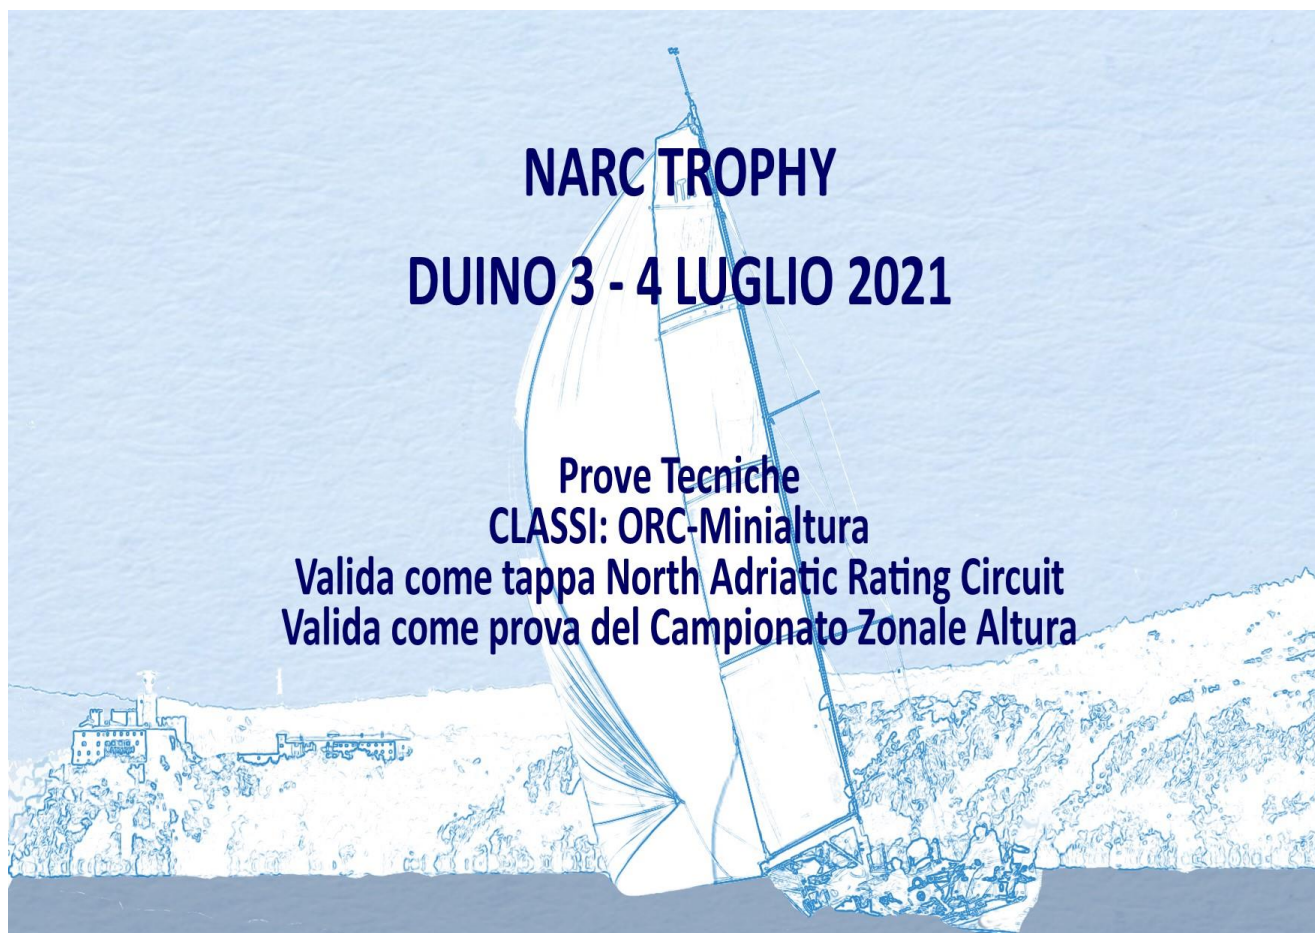 NARC TROPHY
DUINO 3 - 4 LUGLIO 2021
Prove Tecniche
CLASSI: ORC-Minialtura
Valida come tappa North Adriatic Rating Circuit
Valida come prova del Campionato Zonale Altura